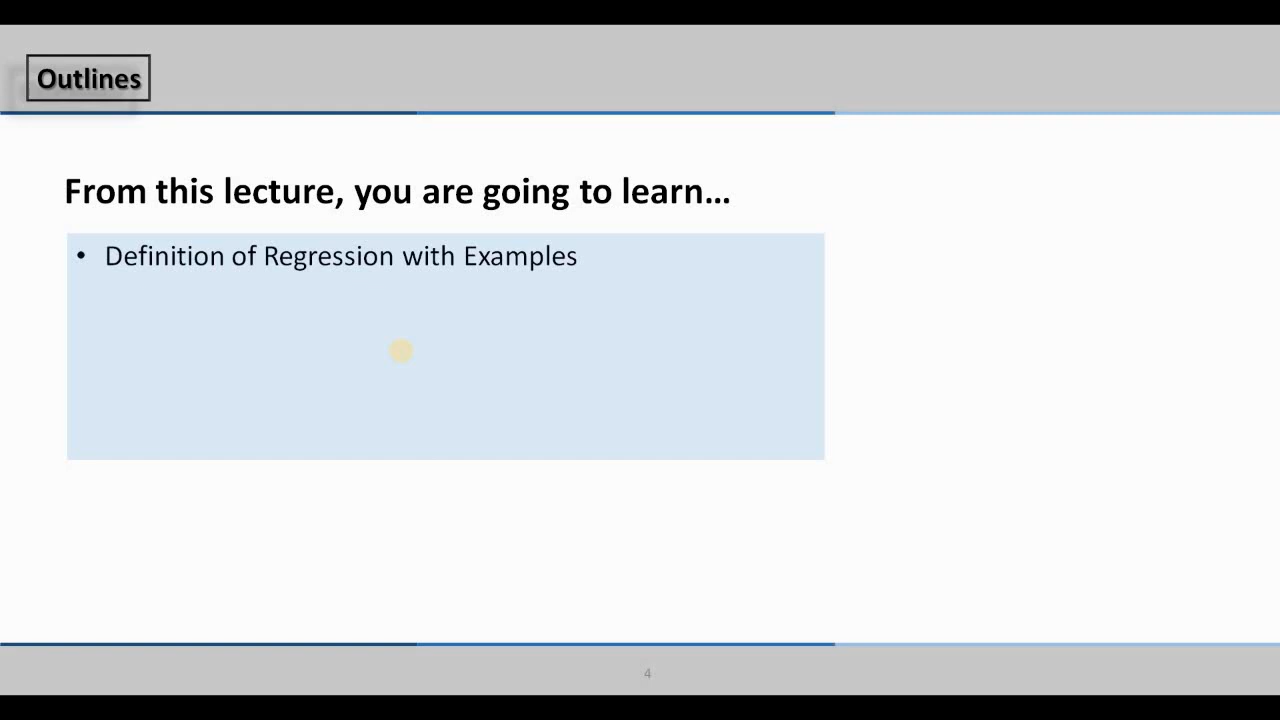 Outlines
From this lecture, you are going to learn…
• Definition of Regression with Examples
4